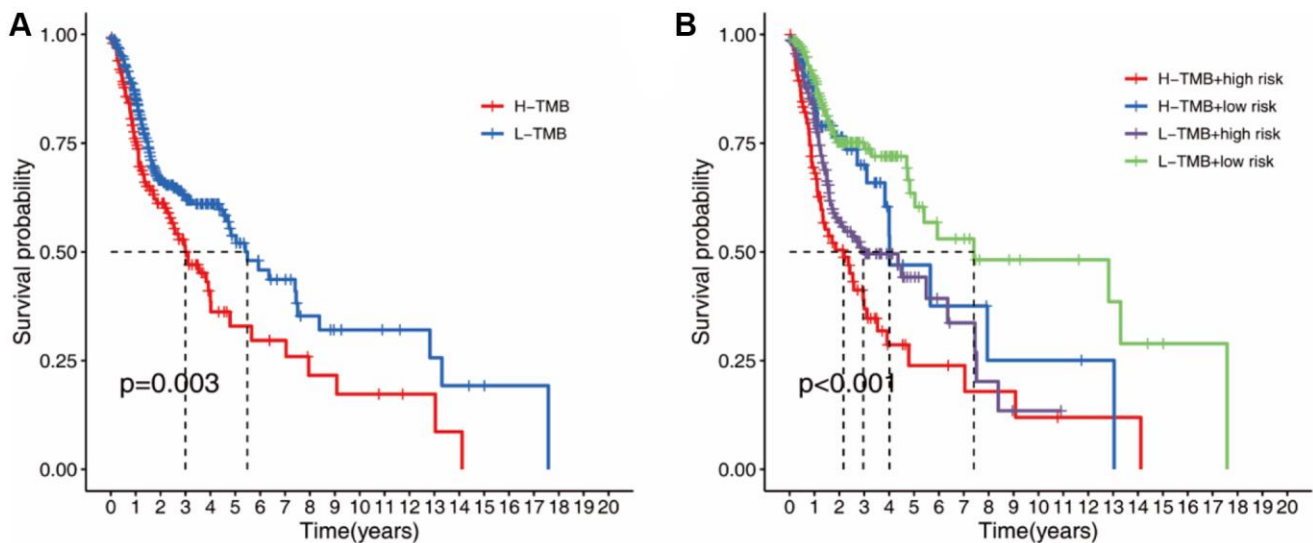 A
1.00
0.75
0.50
0.25
0.00
Survival probability
H-TMB
L-TMB
p=0.003
0 1 2 3 4 5 6 7 8 9 10 11 12 13 14 15 16 17 18 19 20
Time(years)
B
1.00
0.75
0.50
0.25
0.00
Survival probability
H-TMB+high risk
H-TMB+low risk
L-TMB+high risk
L-TMB+low risk
p<0.001
0 1 2 3 4 5 6 7 8 9 10 11 12 13 14 15 16 17 18 19 20
Time(years)